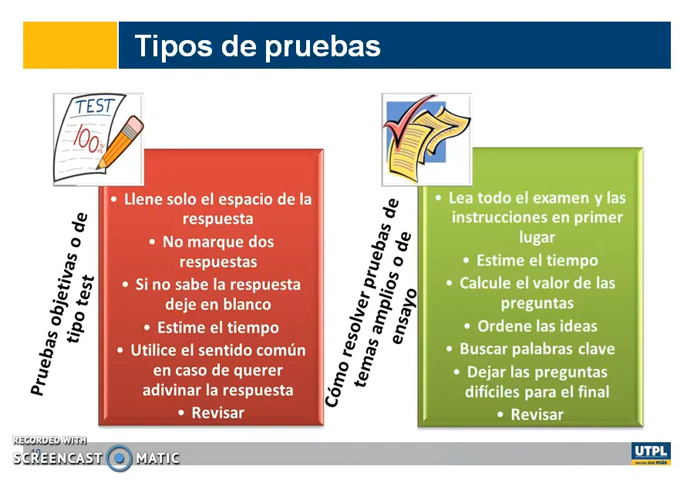 Tipos de pruebas
TEST
100%
Pruebas objetivas o de
tipo test
• Llene solo el espacio de la
respuesta
• No marque dos
respuestas
• Si no sabe la respuesta
deje en blanco
• Estime el tiempo
• Utilice el sentido común
en caso de querer
adivinar la respuesta
• Revisar
Cómo resolver pruebas de
temas amplios o de
ensayo
• Lea todo el examen y las
instrucciones en primer
lugar
• Estime el tiempo
• Calcule el valor de las
preguntas
• Ordene las ideas
• Buscar palabras clave
• Dejar las preguntas
difíciles para el final
• Revisar
RECORDED WITH
SCREENCAST MATIC
UTPL